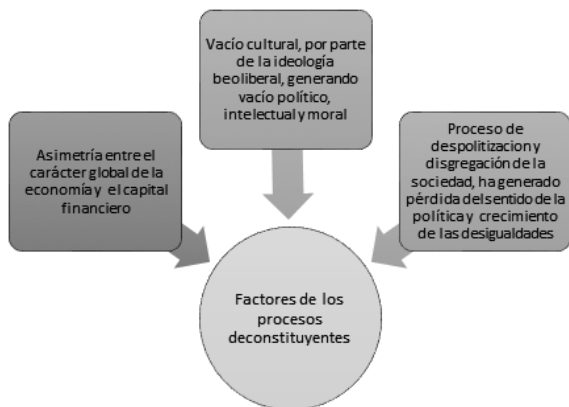 Vacío cultural, por parte
de la ideología
beoliberal, generando
vacío político,
intelectual y moral
Asimetría entre el
carácter global de la
economía y el capital
financiero
Proceso de
despolitizacion y
disgregación de la
sociedad, ha generado
pérdida del sentido de la
política y crecimiento
de las desigualdades
Factores de los
procesos
deconstituyentes